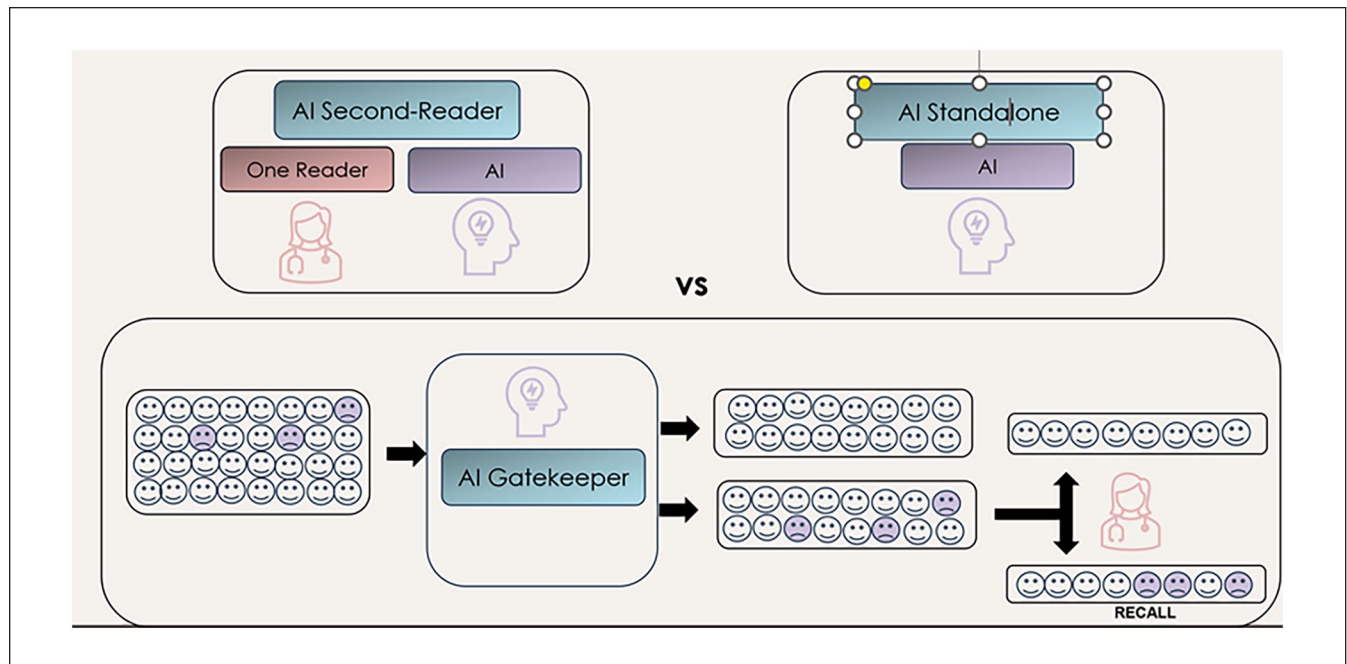 AI Second-Reader
One Reader
AI
AI Standalone
AI
VS
AI Gatekeeper
RECALL